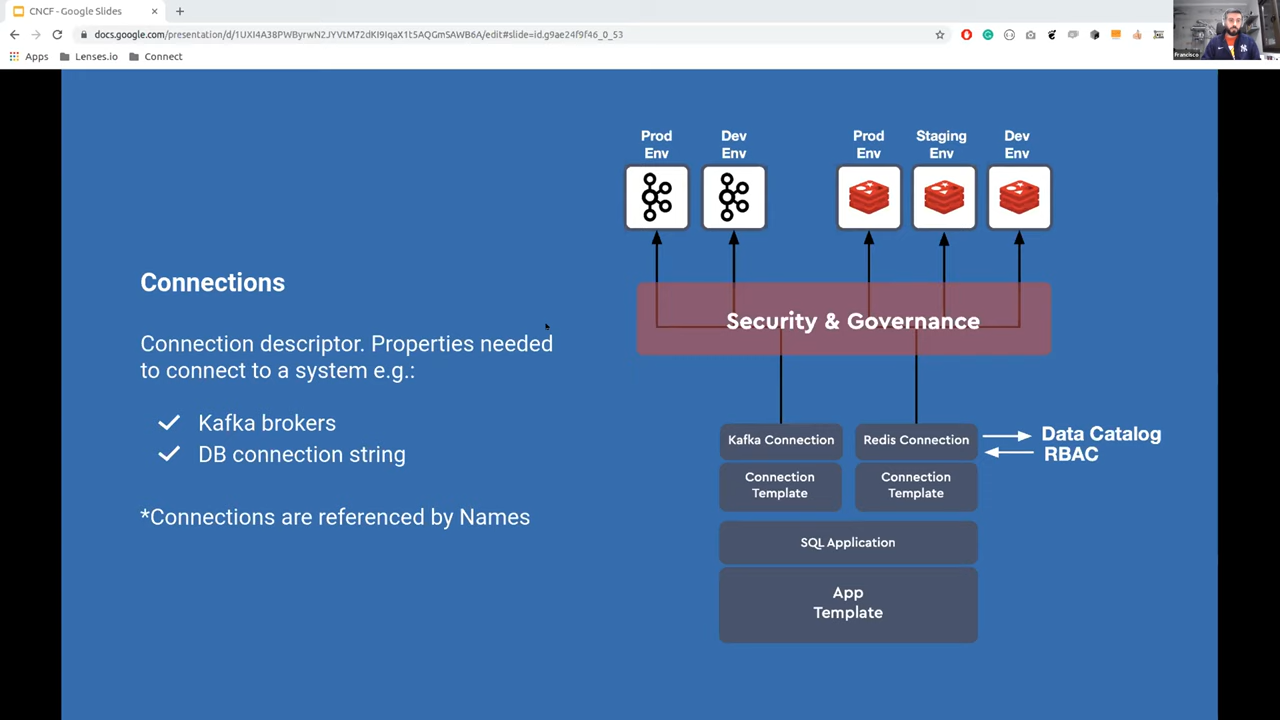 CNCF - Google Slides
docs.google.com/presentation/d/1UXI4A38PWByrwN2JYVtM72dKI9IqaX1tSAQGmSAWB6A/edit#slide=id.g9ae24f9f46_0_53
Apps
Lenses.io
Connect
Francisco
Connections
Connection descriptor. Properties needed
to connect to a system e.g.:
Kafka brokers
DB connection string
*Connections are referenced by Names
Prod
Env
Dev
Env
Prod
Env
Staging
Env
Dev
Env
Security & Governance
Kafka Connection
Redis Connection
Data Catalog
RBAC
Connection
Template
Connection
Template
SQL Application
App
Template